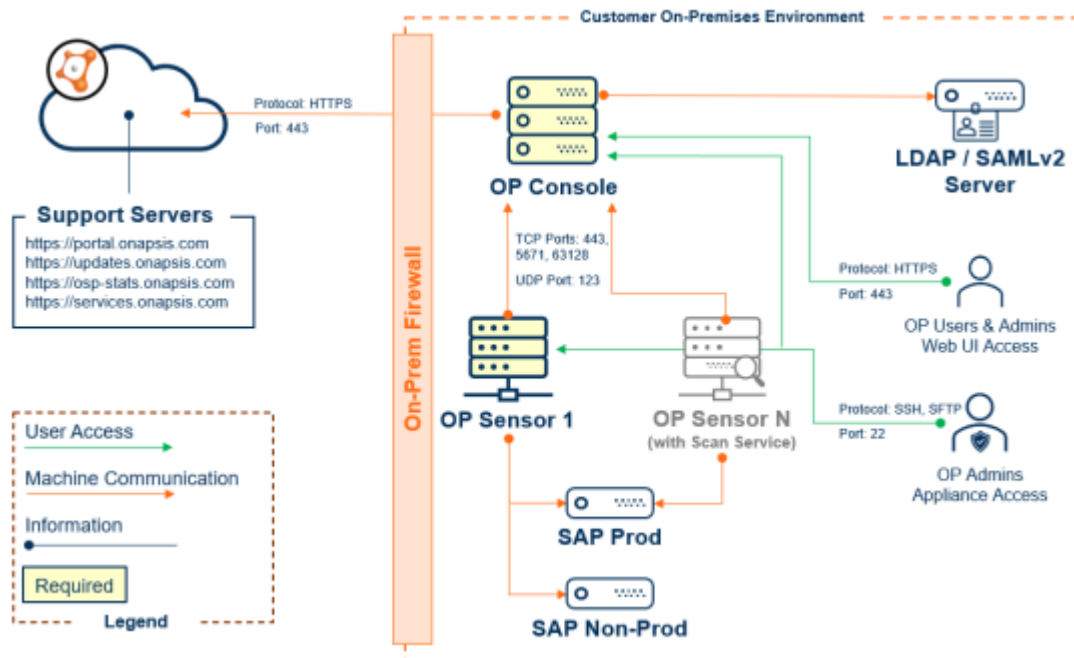 Customer On-Premises Environment
Protocol: HTTPS
Port: 443
OP Console
LDAP / SAMLv2
Server
Support Servers
https://portal.onapsis.com
https://updates.onapsis.com
https://osp-stats.onapsis.com
https://services.onapsis.com
On-Prem Firewall
TCP Ports: 443,
5671, 63128
UDP Port: 123
Protocol: HTTPS
Port: 443
OP Users & Admins
Web UI Access
OP Sensor 1
OP Sensor N
(with Scan Service)
Protocol: SSH, SFTP
Port: 22
OP Admins
Appliance Access
SAP Prod
SAP Non-Prod
User Access
Machine Communication
Information
Required
Legend